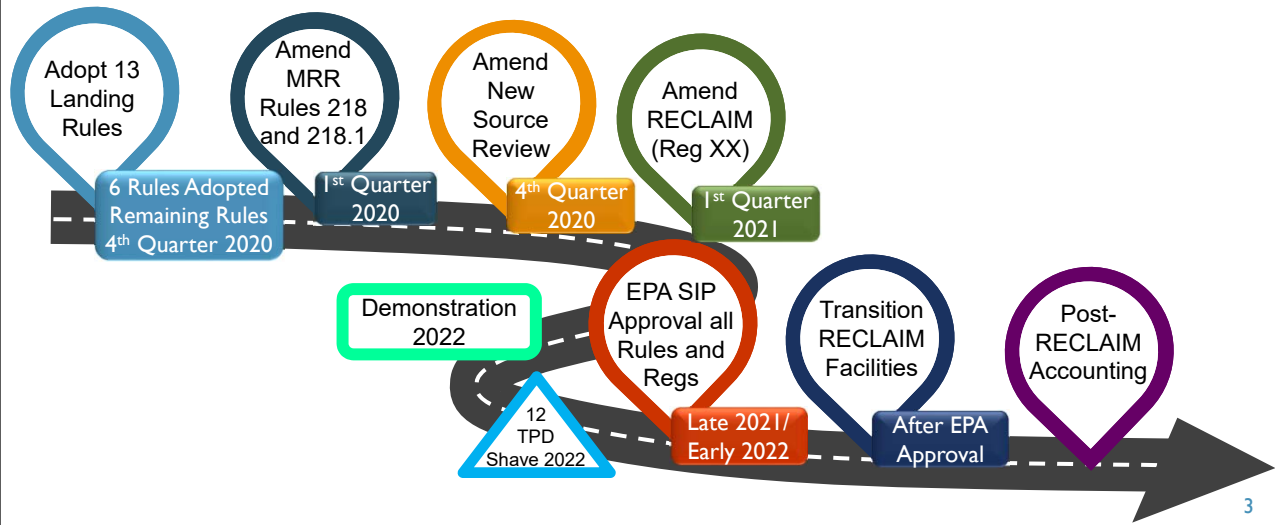 Adopt 13
Landing
Rules
6 Rules Adopted
Remaining Rules
4th Quarter 2020
Amend
MRR
Rules 218
and 218.1
1st Quarter
2020
Amend
New
Source
Review
4th Quarter
2020
Amend
RECLAIM
(Reg XX)
1st Quarter
2021
Demonstration
2022
12
TPD
Shave 2022
EPA SIP
Approval all
Rules and
Regs
Late 2021/
Early 2022
Transition
RECLAIM
Facilities
After EPA
Approval
Post-
RECLAIM
Accounting
3